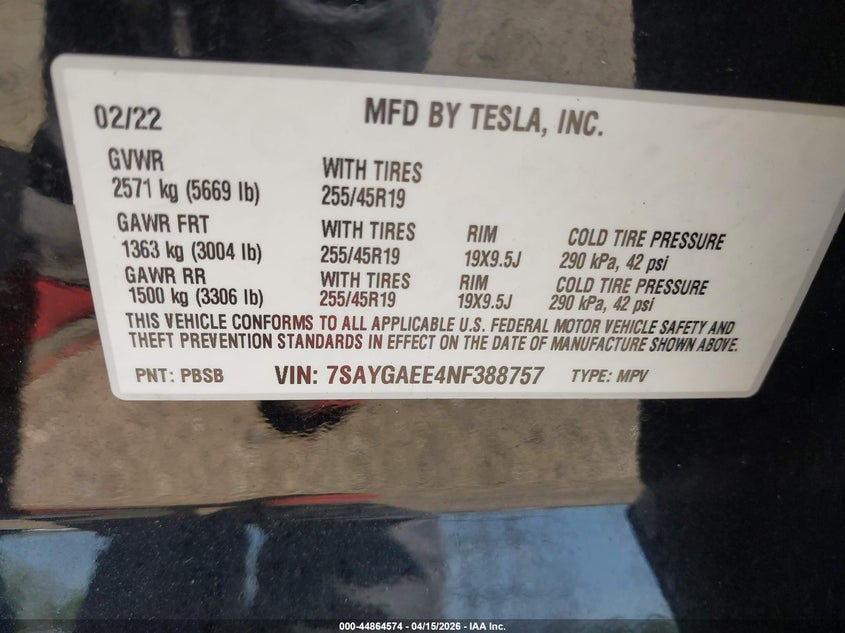 02/22 MFD BY TESLA, INC.
GVWR WITH TIRES
2571 kg (5669 lb) 255/45R19
GAWR FRT WITH TIRES RIM COLD TIRE PRESSURE
1363 kg (3004 lb) 255/45R19 19X9.5J 290 kPa, 42 psi
GAWR RR WITH TIRES RIM COLD TIRE PRESSURE
1500 kg (3306 lb) 255/45R19 19X9.5J 290 kPa, 42 psi
THIS VEHICLE CONFORMS TO ALL APPLICABLE U.S. FEDERAL MOTOR VEHICLE SAFETY AND
THEFT PREVENTION STANDARDS IN EFFECT ON THE DATE OF MANUFACTURE SHOWN ABOVE.
PNT: PBSB VIN: 7SAYGAEE4NF388757 TYPE: MPV
000-44864574 - 04/15/2026 - IAA Inc.